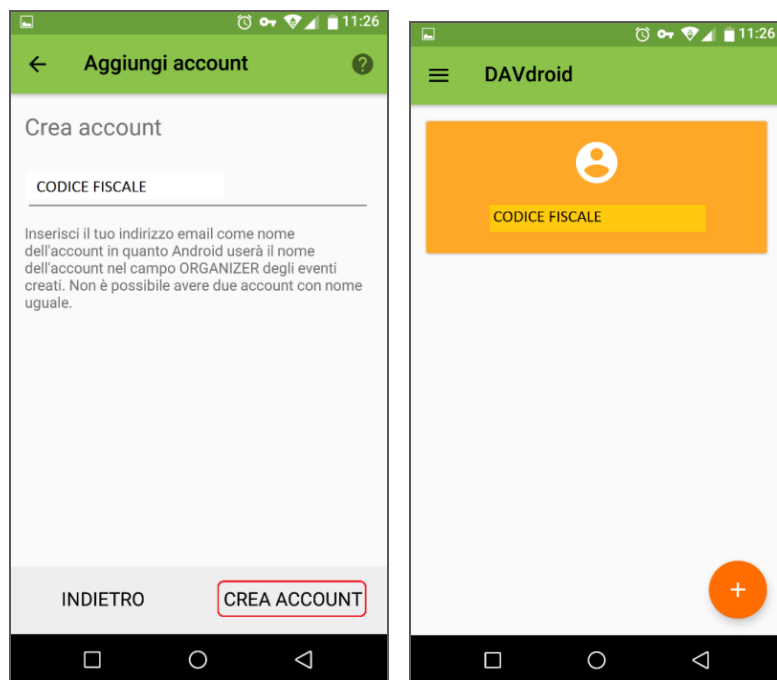 11:26
Aggiungi account
Crea account
CODICE FISCALE
Inserisci il tuo indirizzo email come nome
dell'account in quanto Android userà il nome
dell'account nel campo ORGANIZER degli eventi
creati. Non è possibile avere due account con nome
uguale.
INDIETRO
CREA ACCOUNT
11:26
DAVdroid
CODICE FISCALE